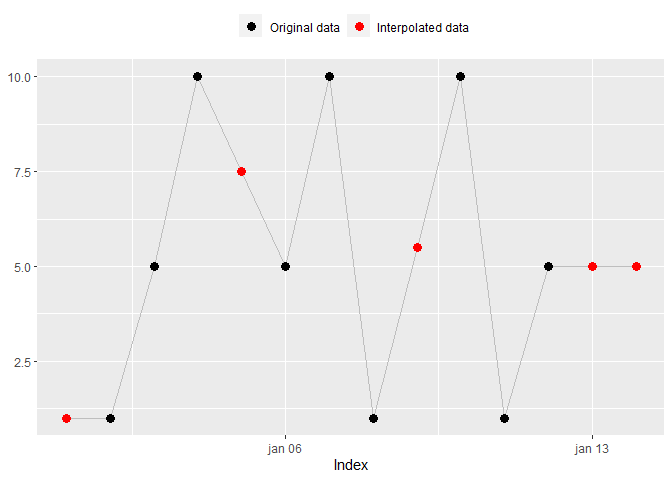 Original data Interpolated data
10.0
7.5
5.0
2.5
jan 06 jan 13
Index